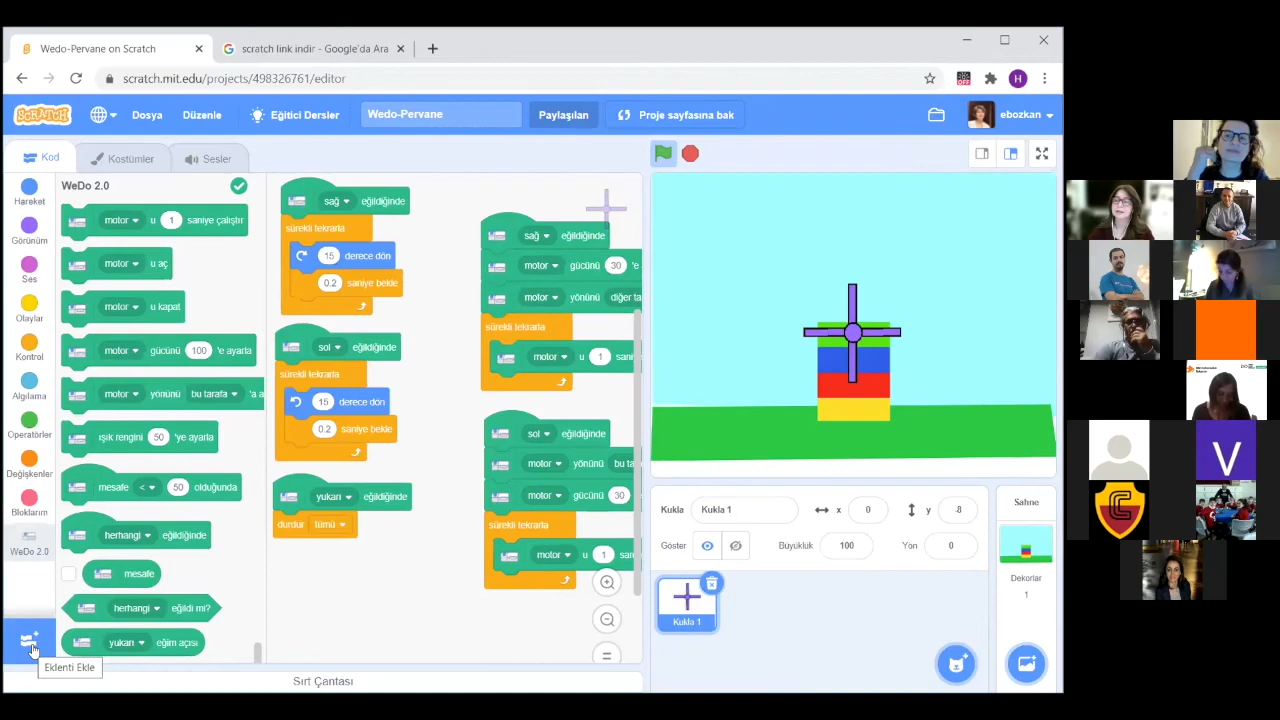 Wedo-Pervane on Scratch
scratch link indir - Google'da Ara
scratch.mit.edu/projects/498326761/editor
OFF
H
SCRATCH
Dosya
Düzenle
Eğitici Dersler
Wedo-Pervane
Paylaşılan
Proje sayfasına bak
ebozkan
Kod
Kostümler
Sesler
Hareket
Görünüm
Ses
Olaylar
Kontrol
Algılama
Operatörler
Değişkenler
Bloklarım
WeDo 2.0
WeDo 2.0
motor u 1 saniye çalıştır
motor u aç
motor u kapat
motor gücünü 100 'e ayarla
motor yönünü bu tarafa 'a a
ışık rengini 50 'ye ayarla
mesafe < 50 olduğunda
herhangi eğildiğinde
mesafe
herhangi eğildi mi?
yukarı eğim açısı
Eklenti Ekle
sağ eğildiğinde
sürekli tekrarla
15 derece dön
0.2 saniye bekle
sol eğildiğinde
sürekli tekrarla
15 derece dön
0.2 saniye bekle
yukarı eğildiğinde
durdur tümü
sağ eğildiğinde
motor gücünü 30 'e
motor yönünü diğer ta
sürekli tekrarla
motor u 1 sani
sol eğildiğinde
motor yönünü bu ta
motor gücünü 30
sürekli tekrarla
motor u 1 san
Sırt Çantası
Kukla Kukla 1 x 0 y -8
Göster Büyüklük 100 Yön 0
Kukla 1
Sahne
Dekorlar
1
V
C